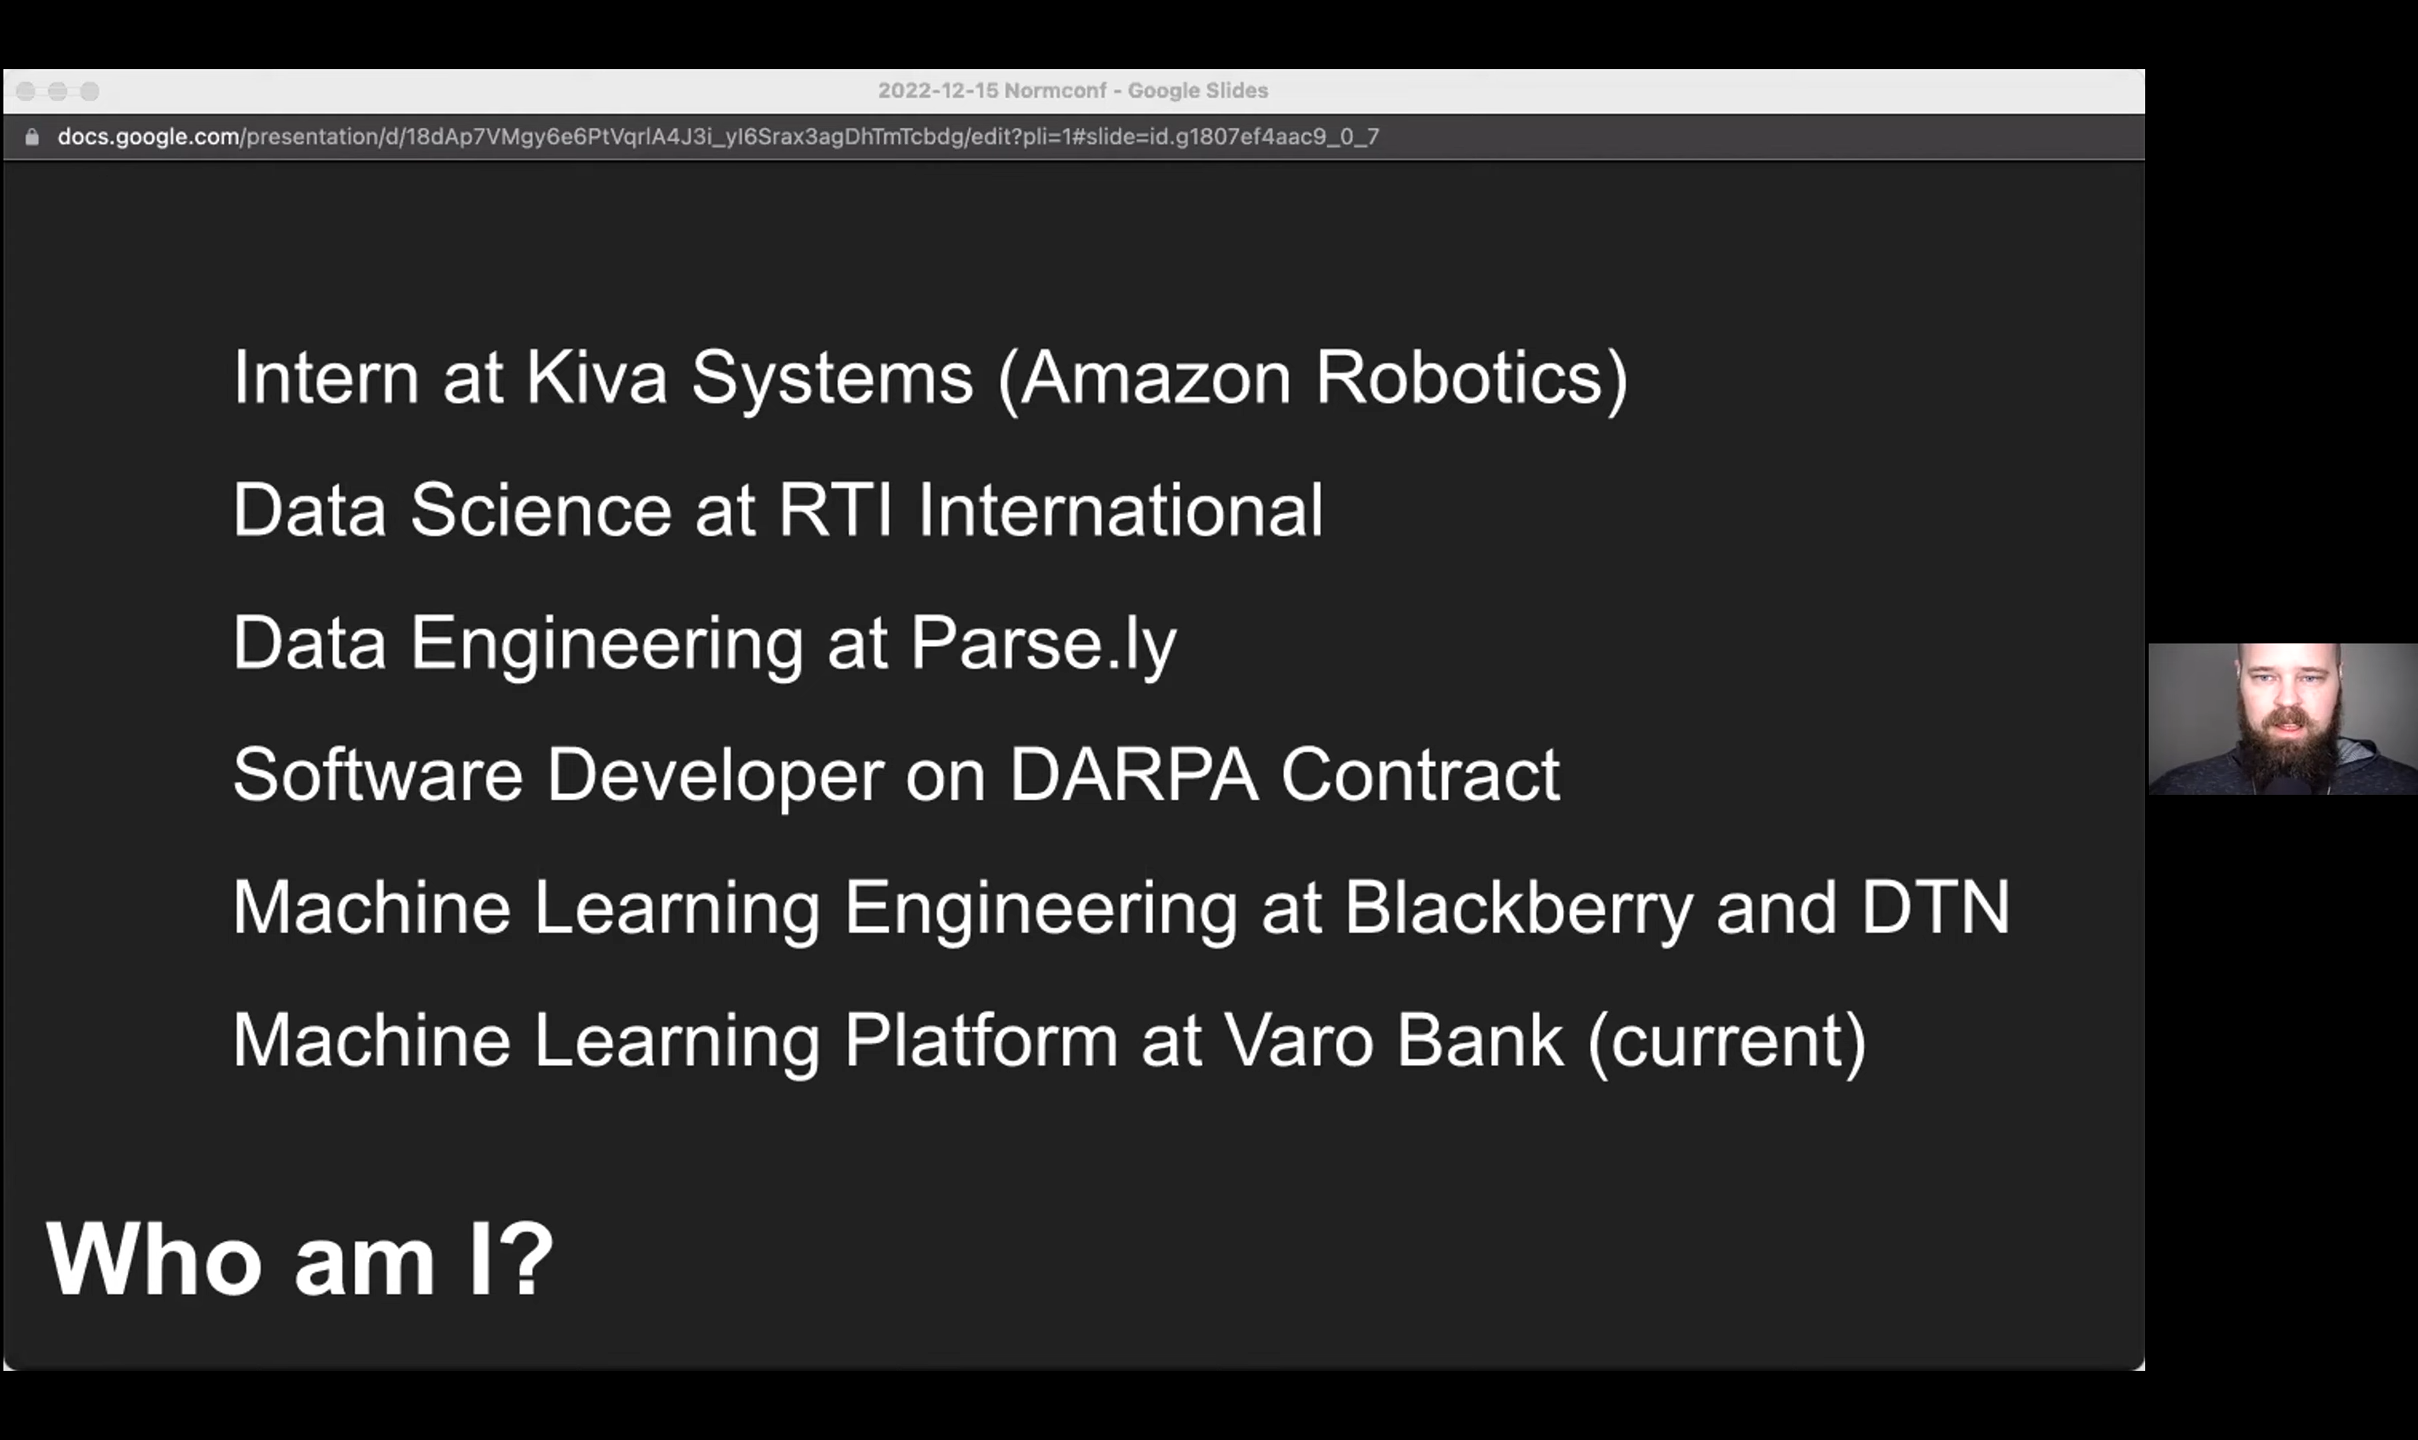 2022-12-15 Normconf - Google Slides
docs.google.com/presentation/d/18dAp7VMgy6e6PtVqrlA4J3i_yI6Srax3agDhTmTcbdg/edit?pli=1#slide=id.g1807ef4aac9_0_7
Intern at Kiva Systems (Amazon Robotics)
Data Science at RTI International
Data Engineering at Parse.ly
Software Developer on DARPA Contract
Machine Learning Engineering at Blackberry and DTN
Machine Learning Platform at Varo Bank (current)
Who am I?